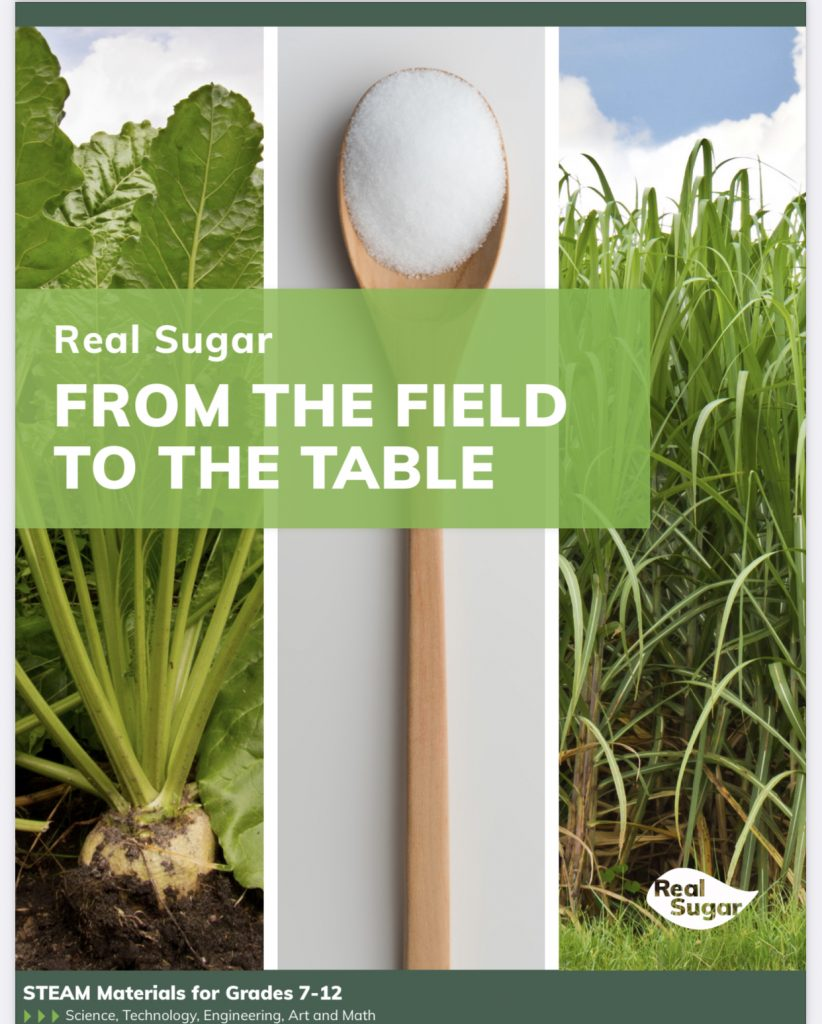 Real Sugar
FROM THE FIELD
TO THE TABLE
Real
Sugar
STEAM Materials for Grades 7-12
Science, Technology, Engineering, Art and Math